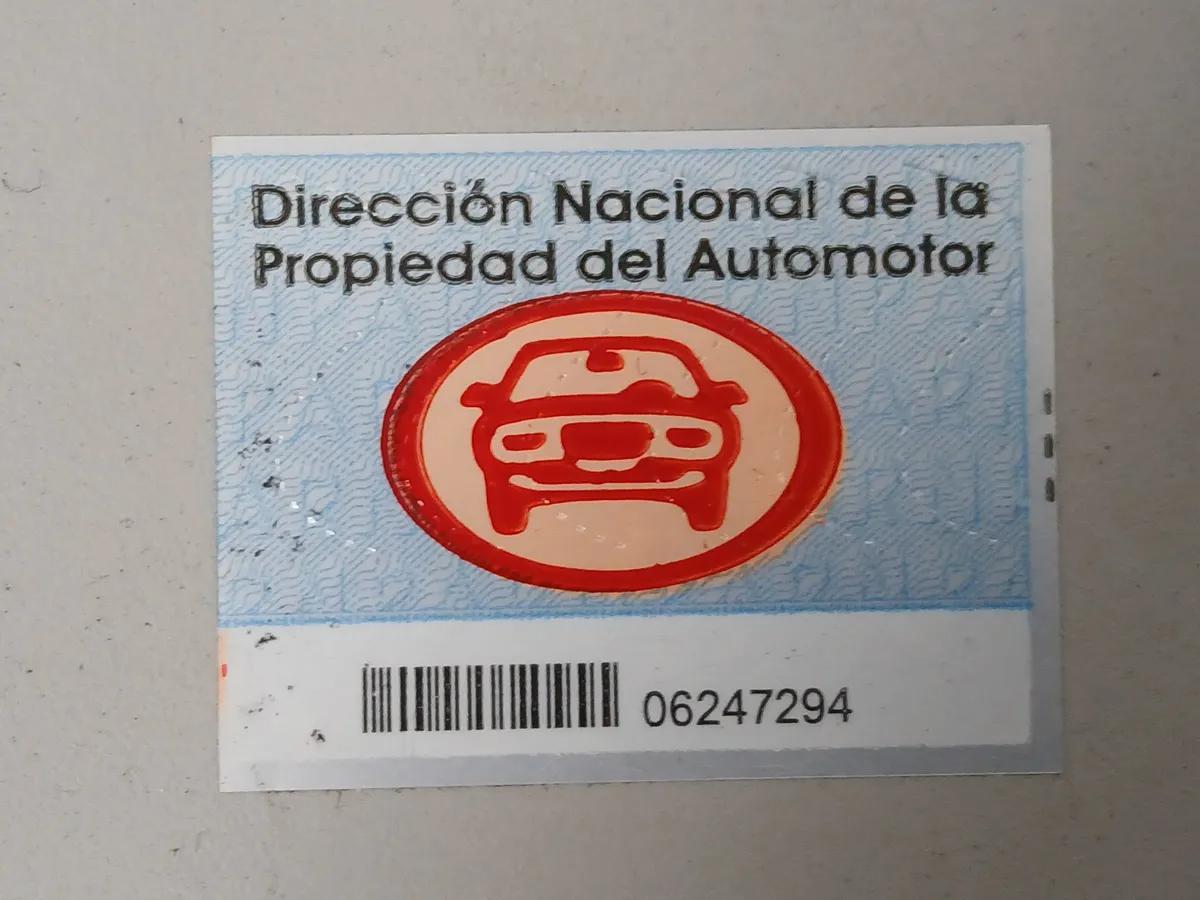 Dirección Nacional de la
Propiedad del Automotor
06247294